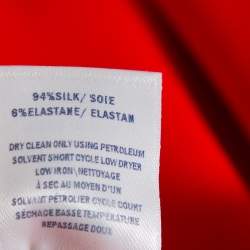 94% SILK / SOIE
6% ELASTANE / ELASTAN
DRY CLEAN ONLY USING PETROLEUM
SOLVENT SHORT CYCLE LOW DRYER
LOW IRON / NETTOYAGE
À SEC AU MOYEN D'UN
SOLVANT PÉTROLIER CYCLE COURT
SÉCHAGE BASSE TEMPÉRATURE
REPASSAGE DOUX